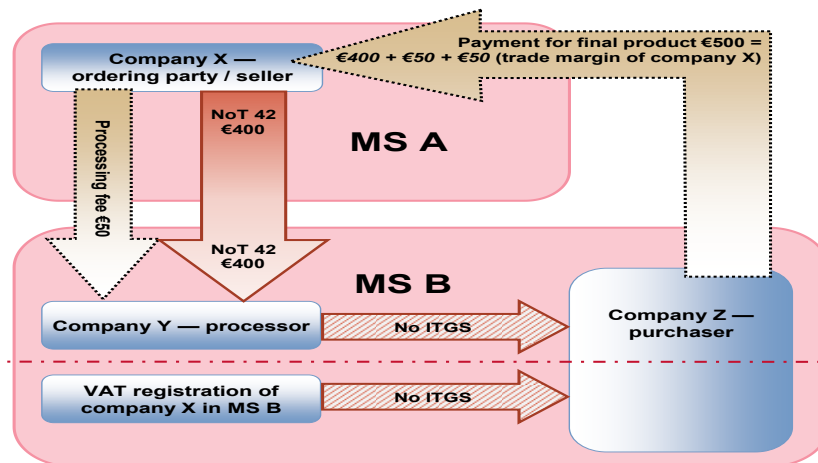 Payment for final product €500 =
€400 + €50 + €50 (trade margin of company X)
Company X —
ordering party / seller
NoT 42
€400
Processing fee €50
MS A
NoT 42
€400
MS B
Company Y — processor
No ITGS
Company Z —
purchaser
VAT registration of
company X in MS B
No ITGS